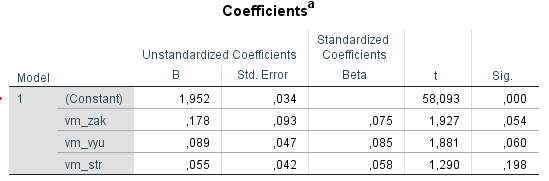 Coefficientsa
Unstandardized Coefficients Standardized Coefficients
Model B Std. Error Beta t Sig.
1 (Constant) 1,952 ,034 58,093 ,000
vm_zak ,178 ,093 ,075 1,927 ,054
vm_vyu ,089 ,047 ,085 1,881 ,060
vm_str ,055 ,042 ,058 1,290 ,198